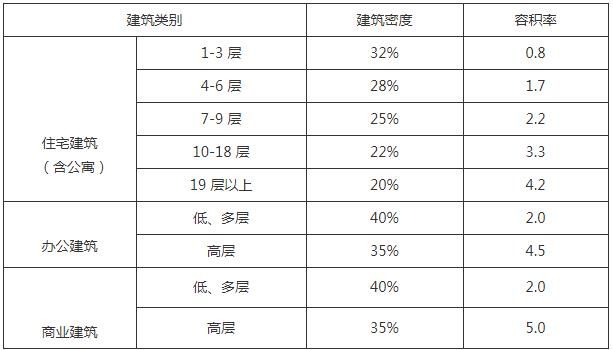 建筑类别 建筑密度 容积率
1-3 层 32% 0.8
4-6 层 28% 1.7
7-9 层 25% 2.2
住宅建筑
（含公寓）
10-18 层 22% 3.3
19 层以上 20% 4.2
低、多层 40% 2.0
办公建筑
高层 35% 4.5
低、多层 40% 2.0
商业建筑
高层 35% 5.0